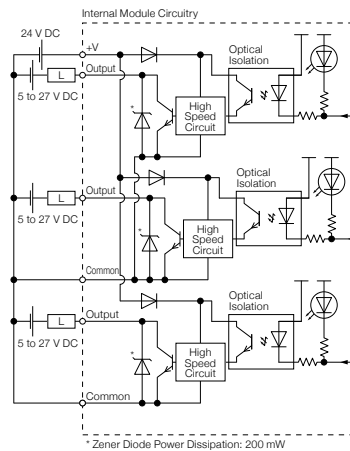 Internal Module Circuitry
24 V DC
+V
Optical
Isolation
L
Output
5 to 27 V DC
*
High
Speed
Circuit
Optical
Isolation
L
Output
5 to 27 V DC
*
High
Speed
Circuit
Common
Optical
Isolation
L
Output
5 to 27 V DC
*
High
Speed
Circuit
Common
* Zener Diode Power Dissipation: 200 mW